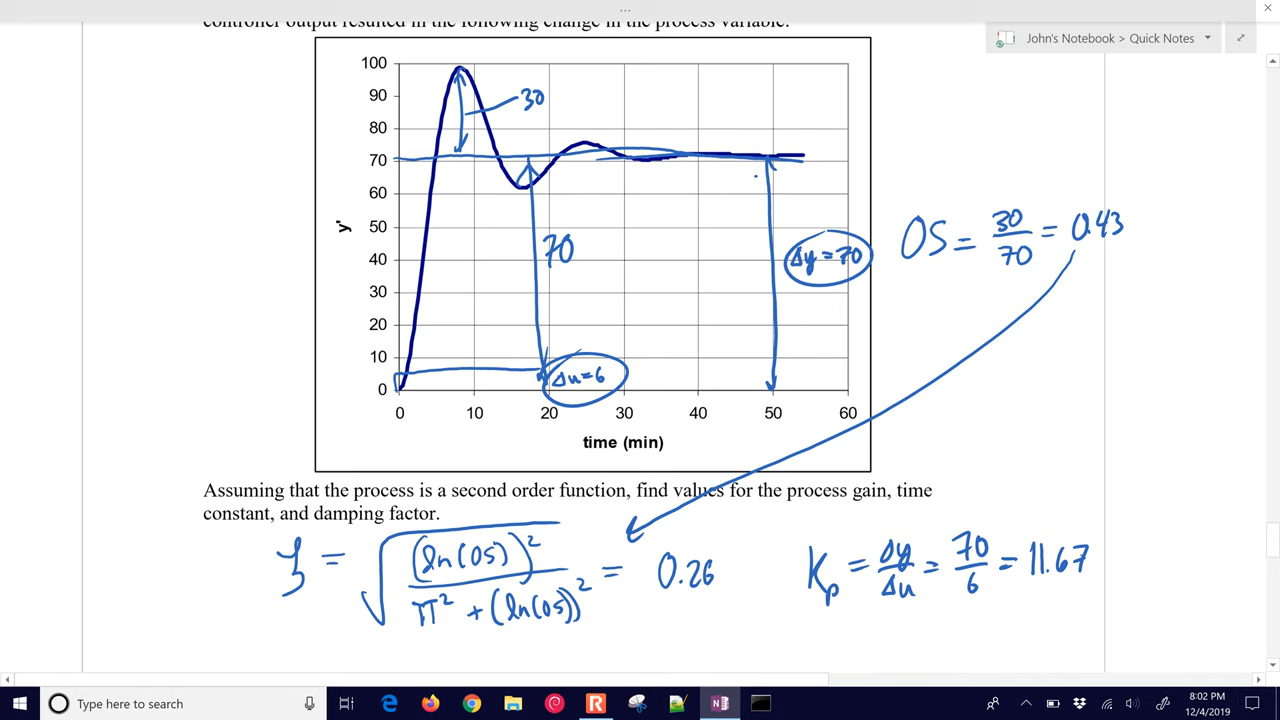 controller output resulted in the following change in the process variable.
John's Notebook > Quick Notes
100
90
80
70
60
50
40
30
20
10
0
y'
0 10 20 30 40 50 60
time (min)
30
70
Δy = 70
Δu = 6
OS = 30/70 = 0.43
Assuming that the process is a second order function, find values for the process gain, time
constant, and damping factor.
ζ = √((ln(OS))² / (π² + (ln(OS))²)) = 0.26
Kp = Δy/Δu = 70/6 = 11.67
Type here to search
8:02 PM
12/4/2019